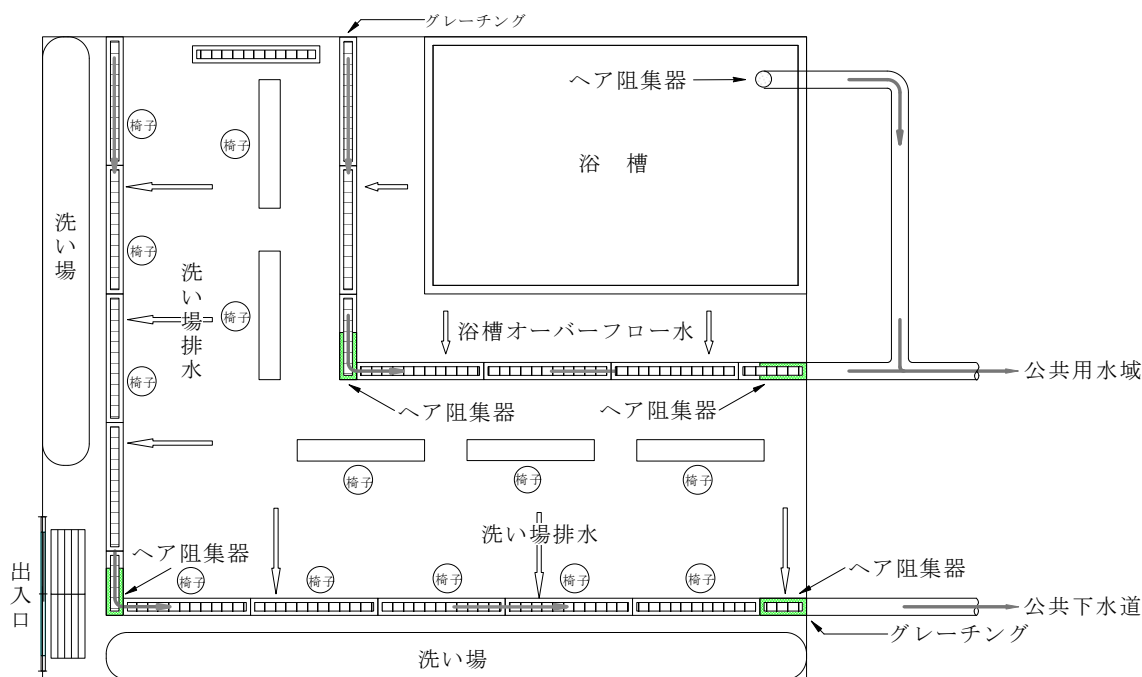 グレーチング
ヘア阻集器
椅子
椅子
浴槽
洗い場
椅子
洗い場排水
椅子
浴槽オーバーフロー水
公共用水域
椅子
ヘア阻集器
ヘア阻集器
椅子
椅子
椅子
洗い場排水
出入口
ヘア阻集器
椅子
椅子
椅子
椅子
椅子
ヘア阻集器
公共下水道
グレーチング
洗い場